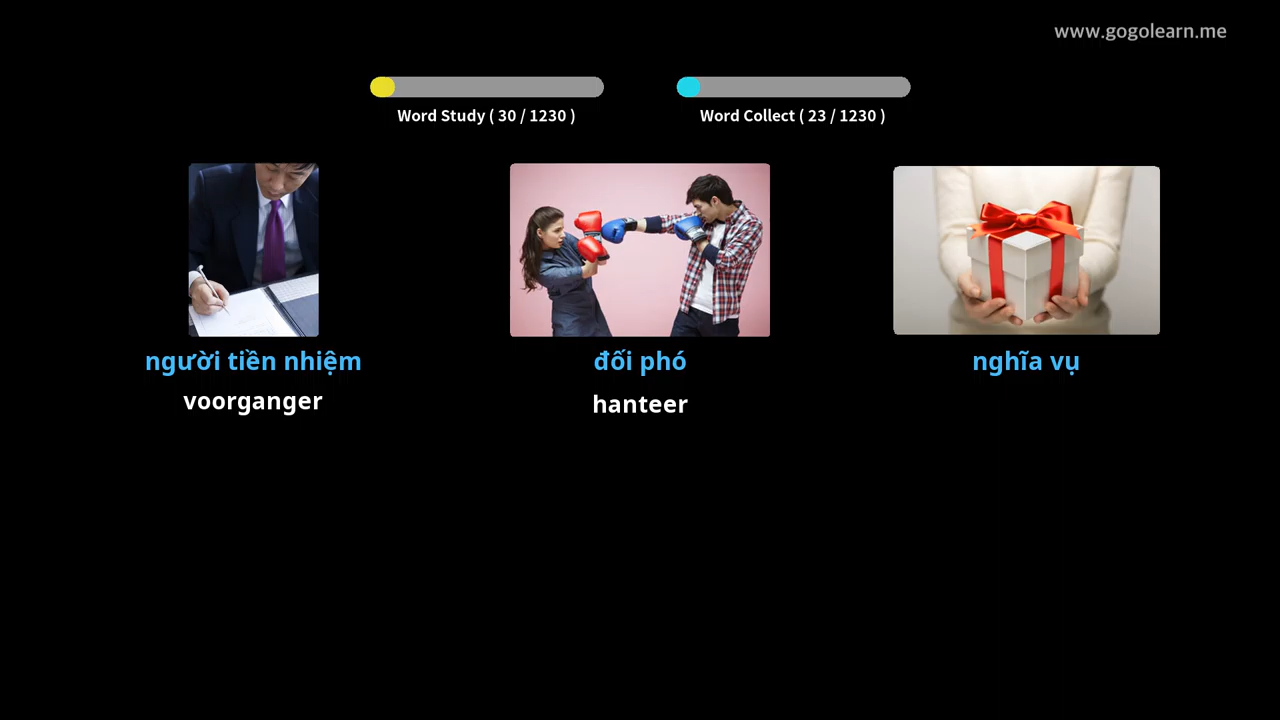 www.gogolearn.me
Word Study ( 30 / 1230 )
Word Collect ( 23 / 1230 )
người tiền nhiệm
đối phó
nghĩa vụ
voorganger
hanteer